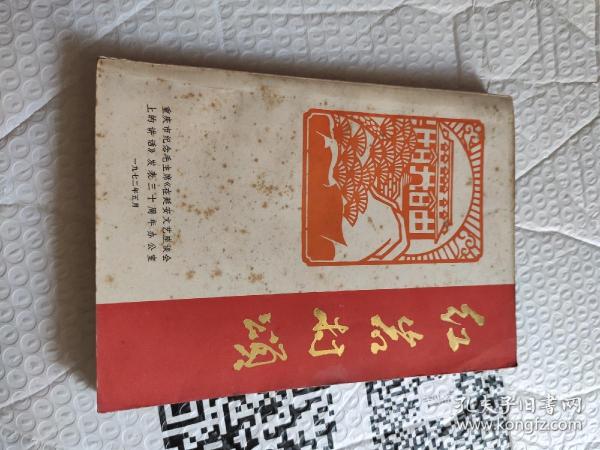 红岩村颂
重庆市纪念毛主席《在延安文艺座谈会
上的讲话》发表三十周年办公室
一九七二年五月
孔夫子旧书网
www.kongfz.com